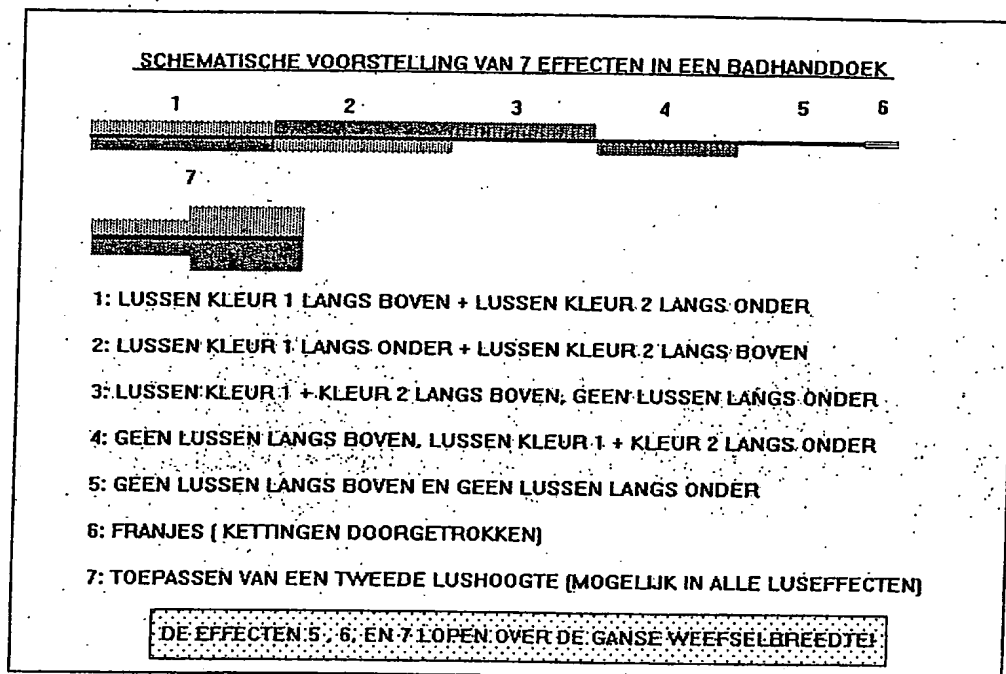 SCHEMATISCHE VOORSTELLING VAN 7 EFFECTEN IN EEN BADHANDDOEK
1 2 3 4 5 6
7
1: LUSSEN KLEUR 1 LANGS BOVEN + LUSSEN KLEUR 2 LANGS ONDER
2: LUSSEN KLEUR 1 LANGS ONDER + LUSSEN KLEUR 2 LANGS BOVEN
3: LUSSEN KLEUR 1 + KLEUR 2 LANGS BOVEN, GEEN LUSSEN LANGS ONDER
4: GEEN LUSSEN LANGS BOVEN, LUSSEN KLEUR 1 + KLEUR 2 LANGS ONDER
5: GEEN LUSSEN LANGS BOVEN EN GEEN LUSSEN LANGS ONDER
6: FRANJES ( KETTINGEN DOORGETROKKEN)
7: TOEPASSEN VAN EEN TWEEDE LUSHOOGTE (MOGELIJK IN ALLE LUSEFFECTEN)
DE EFFECTEN 5 , 6, EN 7 LOPEN OVER DE GANSE WEEFSELBREEDTE!